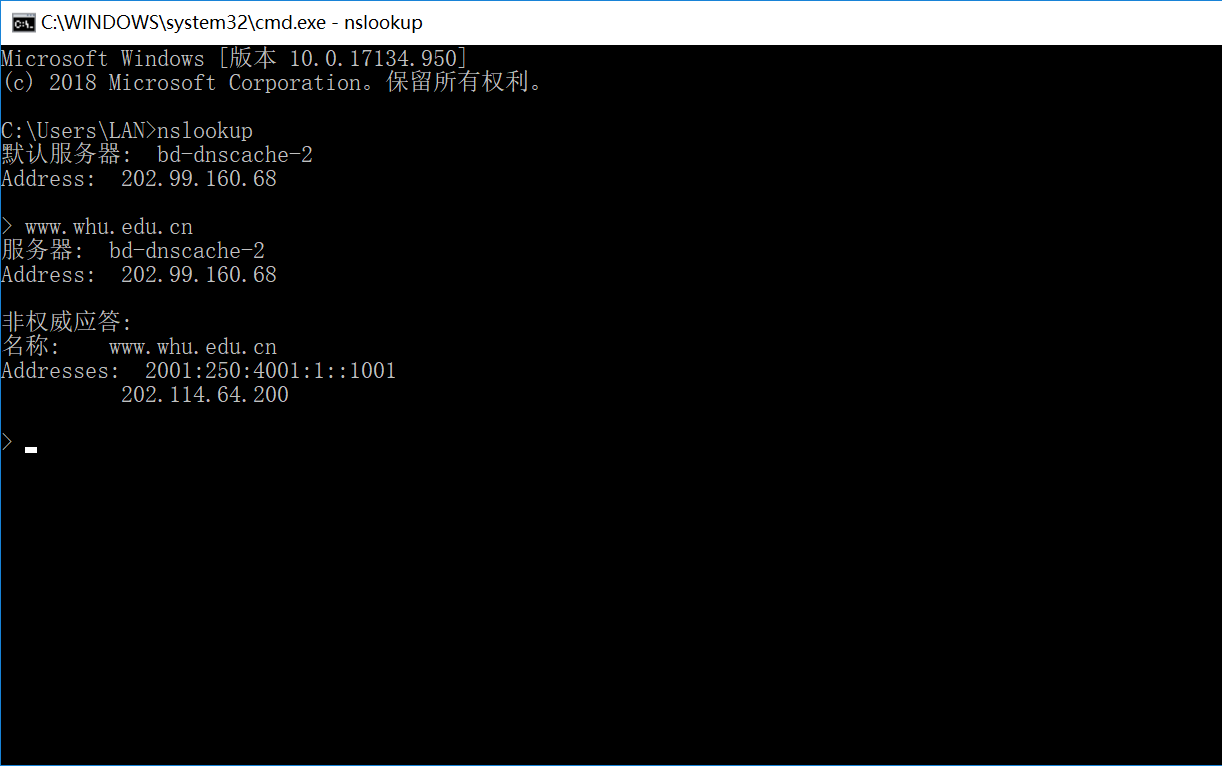 C:\WINDOWS\system32\cmd.exe - nslookup
Microsoft Windows [版本 10.0.17134.950]
(c) 2018 Microsoft Corporation。保留所有权利。
C:\Users\LAN>nslookup
默认服务器:  bd-dnscache-2
Address:  202.99.160.68
> www.whu.edu.cn
服务器:  bd-dnscache-2
Address:  202.99.160.68
非权威应答:
名称:    www.whu.edu.cn
Addresses:  2001:250:4001:1::1001
202.114.64.200
>